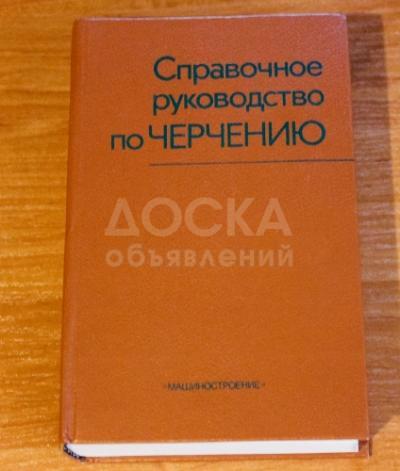 Справочное
руководство
по ЧЕРЧЕНИЮ
ДОСКА
объявлений
"МАШИНОСТРОЕНИЕ"